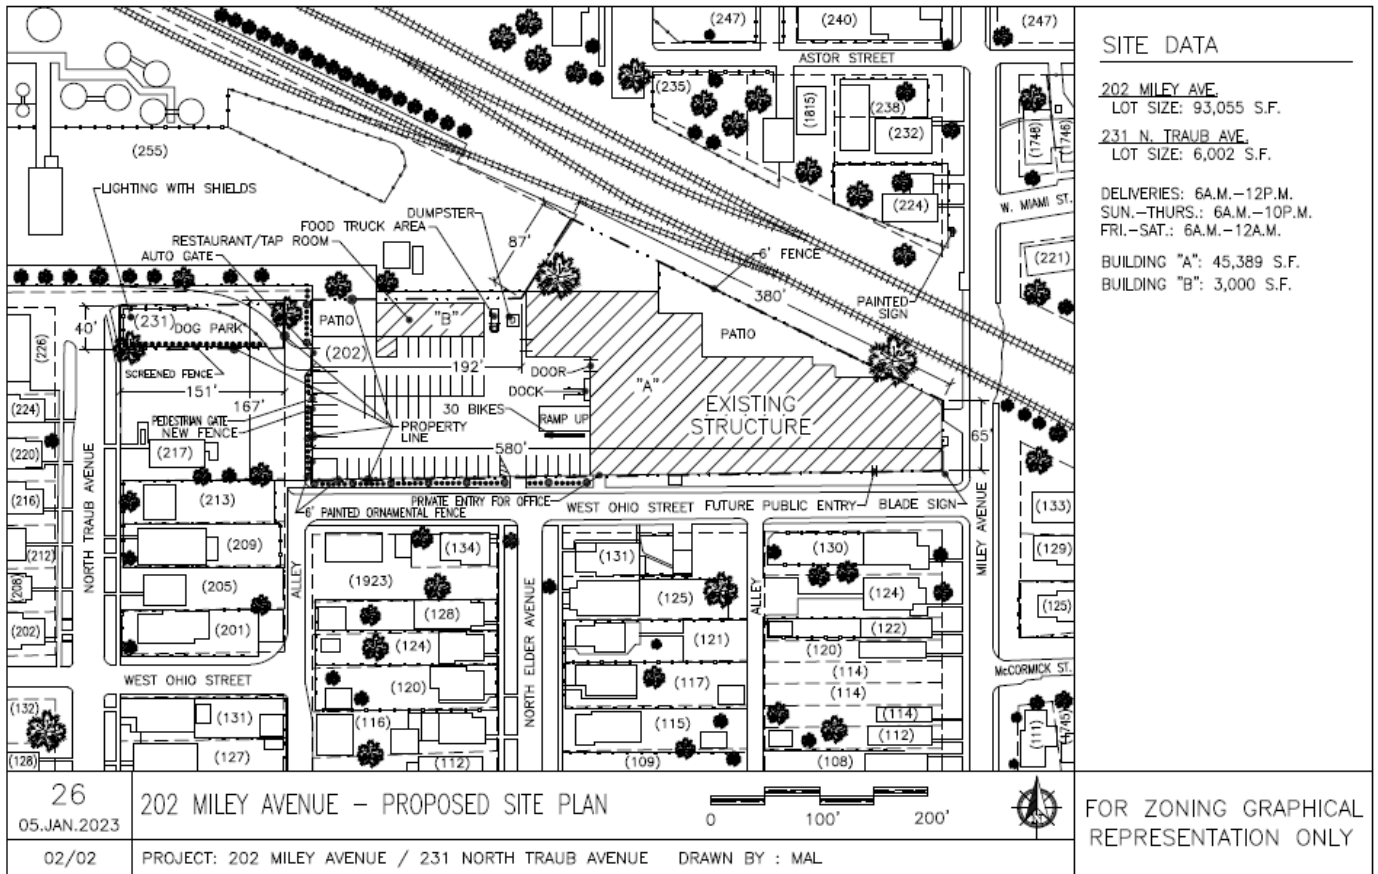 (247)
(240)
(247)
ASTOR STREET
(235)
(1815)
(238)
(232)
(1748)
(1746)
(255)
LIGHTING WITH SHIELDS
DUMPSTER
FOOD TRUCK AREA
RESTAURANT/TAP ROOM
AUTO GATE
(224)
W. MIAMI ST.
87'
6' FENCE
(221)
380'
PAINTED
SIGN
40'
(231)
DOG PARK
PATIO
"B"
PATIO
(226)
(202)
192'
SCREENED FENCE
DOOR
151'
DOCK
"A"
(224)
167'
30 BIKES
RAMP UP
EXISTING
STRUCTURE
PEDESTRIAN GATE
NEW FENCE
PROPERTY
LINE
65'
(220)
(217)
580'
(216)
(213)
PRIVATE ENTRY FOR OFFICE
WEST OHIO STREET
FUTURE PUBLIC ENTRY
BLADE SIGN
6' PAINTED ORNAMENTAL FENCE
(133)
NORTH TRAUB AVENUE
MILEY AVENUE
(212)
(209)
(134)
(131)
(130)
(129)
(208)
(205)
ALLEY
(1923)
(125)
ALLEY
(124)
(125)
(202)
(201)
(128)
NORTH ELDER AVENUE
(122)
(124)
(121)
(120)
WEST OHIO STREET
(120)
(117)
(114)
McCORMICK ST.
(114)
(132)
(131)
(116)
(115)
(114)
(112)
(111)
(1745)
(128)
(127)
(112)
(109)
(108)
SITE DATA
202 MILEY AVE.
LOT SIZE: 93,055 S.F.
231 N. TRAUB AVE.
LOT SIZE: 6,002 S.F.
DELIVERIES: 6A.M.-12P.M.
SUN.-THURS.: 6A.M.-10P.M.
FRI.-SAT.: 6A.M.-12A.M.
BUILDING "A": 45,389 S.F.
BUILDING "B": 3,000 S.F.
26
05.JAN.2023
202 MILEY AVENUE - PROPOSED SITE PLAN
0 100' 200'
FOR ZONING GRAPHICAL
REPRESENTATION ONLY
02/02
PROJECT: 202 MILEY AVENUE / 231 NORTH TRAUB AVENUE DRAWN BY : MAL